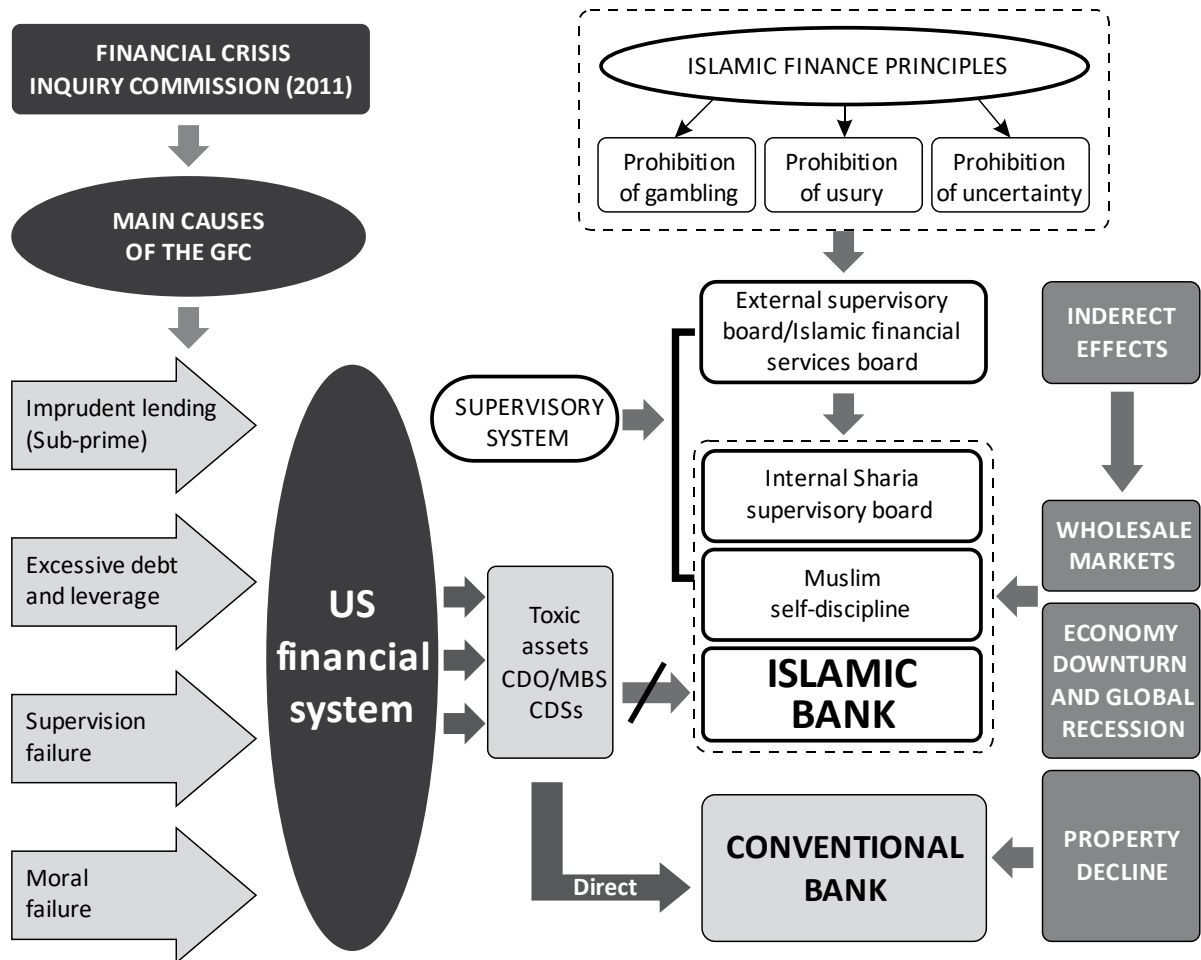 FINANCIAL CRISIS
INQUIRY COMMISSION (2011)
MAIN CAUSES
OF THE GFC
Imprudent lending
(Sub-prime)
Excessive debt
and leverage
Supervision
failure
Moral
failure
US
financial
system
Toxic
assets
CDO/MBS
CDSs
Direct
SUPERVISORY
SYSTEM
ISLAMIC FINANCE PRINCIPLES
Prohibition
of gambling
Prohibition
of usury
Prohibition
of uncertainty
External supervisory
board/Islamic financial
services board
Internal Sharia
supervisory board
Muslim
self-discipline
ISLAMIC
BANK
CONVENTIONAL
BANK
INDERECT
EFFECTS
WHOLESALE
MARKETS
ECONOMY
DOWNTURN
AND GLOBAL
RECESSION
PROPERTY
DECLINE